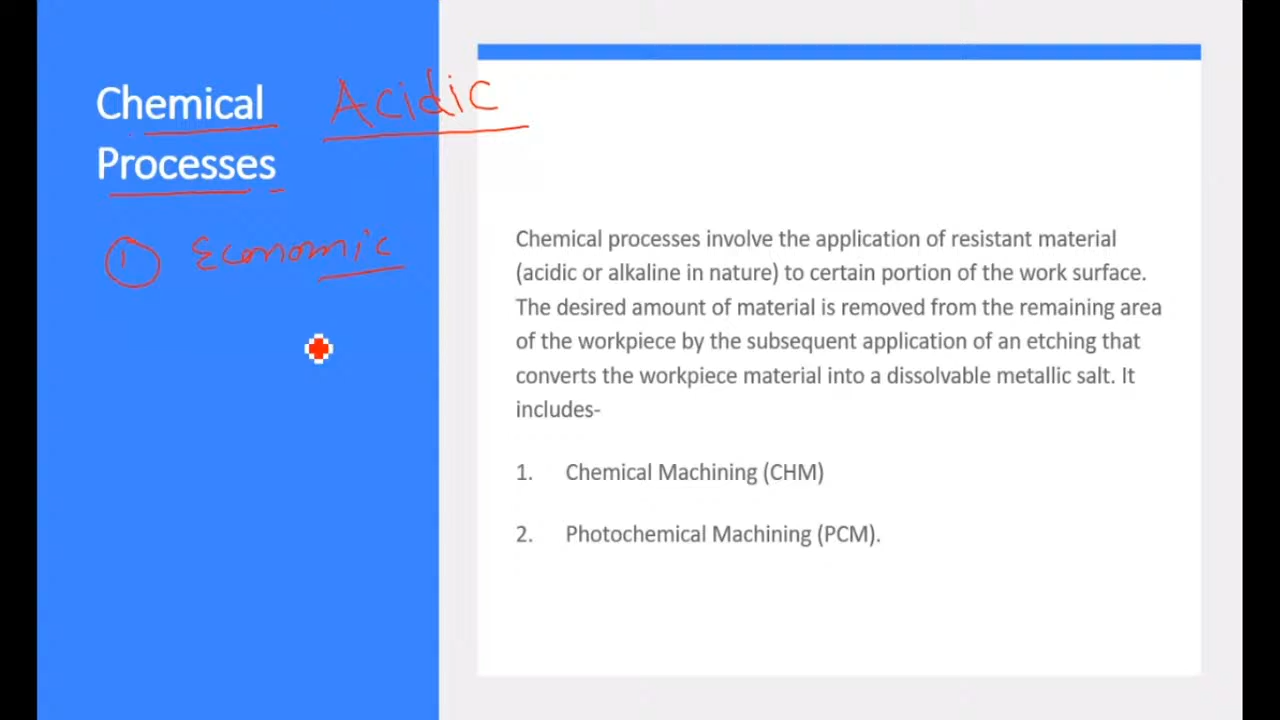 Chemical Acidic
Processes
① Economic
Chemical processes involve the application of resistant material
(acidic or alkaline in nature) to certain portion of the work surface.
The desired amount of material is removed from the remaining area
of the workpiece by the subsequent application of an etching that
converts the workpiece material into a dissolvable metallic salt. It
includes-
1. Chemical Machining (CHM)
2. Photochemical Machining (PCM).